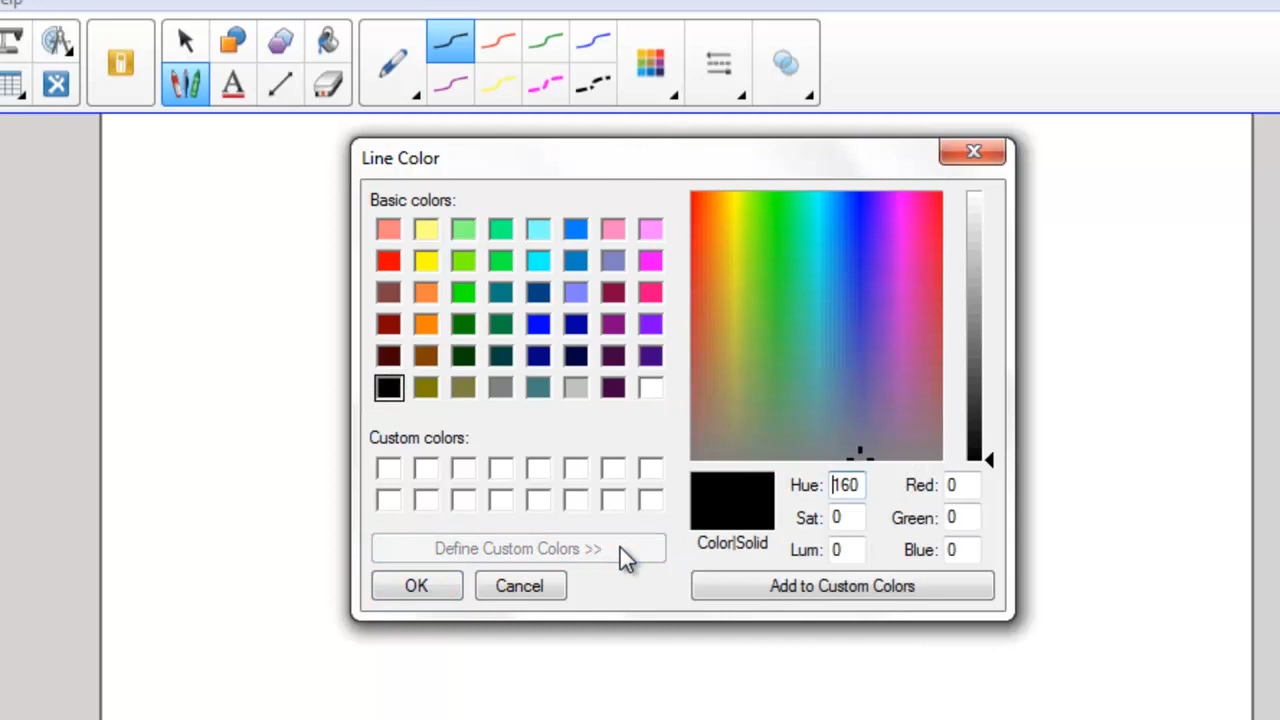 Line Color
Basic colors:
Custom colors:
Hue: 160 Red: 0
Sat: 0 Green: 0
Color|Solid
Lum: 0 Blue: 0
Define Custom Colors >>
OK Cancel Add to Custom Colors